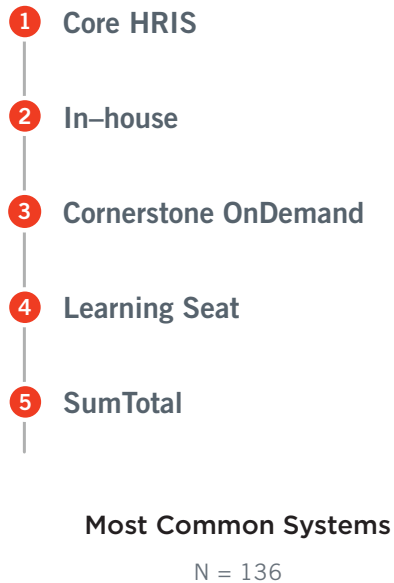 1 Core HRIS
2 In–house
3 Cornerstone OnDemand
4 Learning Seat
5 SumTotal
Most Common Systems
N = 136